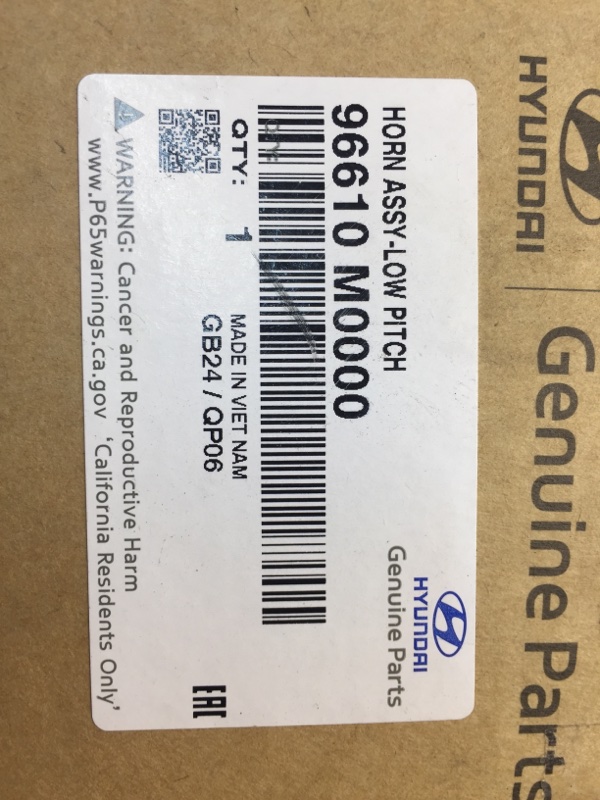 HYUNDAI
Genuine Parts
HYUNDAI
Genuine Parts
HORN ASSY-LOW PITCH
96610 M0000
QTY: 1
MADE IN VIET NAM
GB24 / QP06
EAC
WARNING: Cancer and Reproductive Harm
www.P65warnings.ca.gov 'California Residents Only'